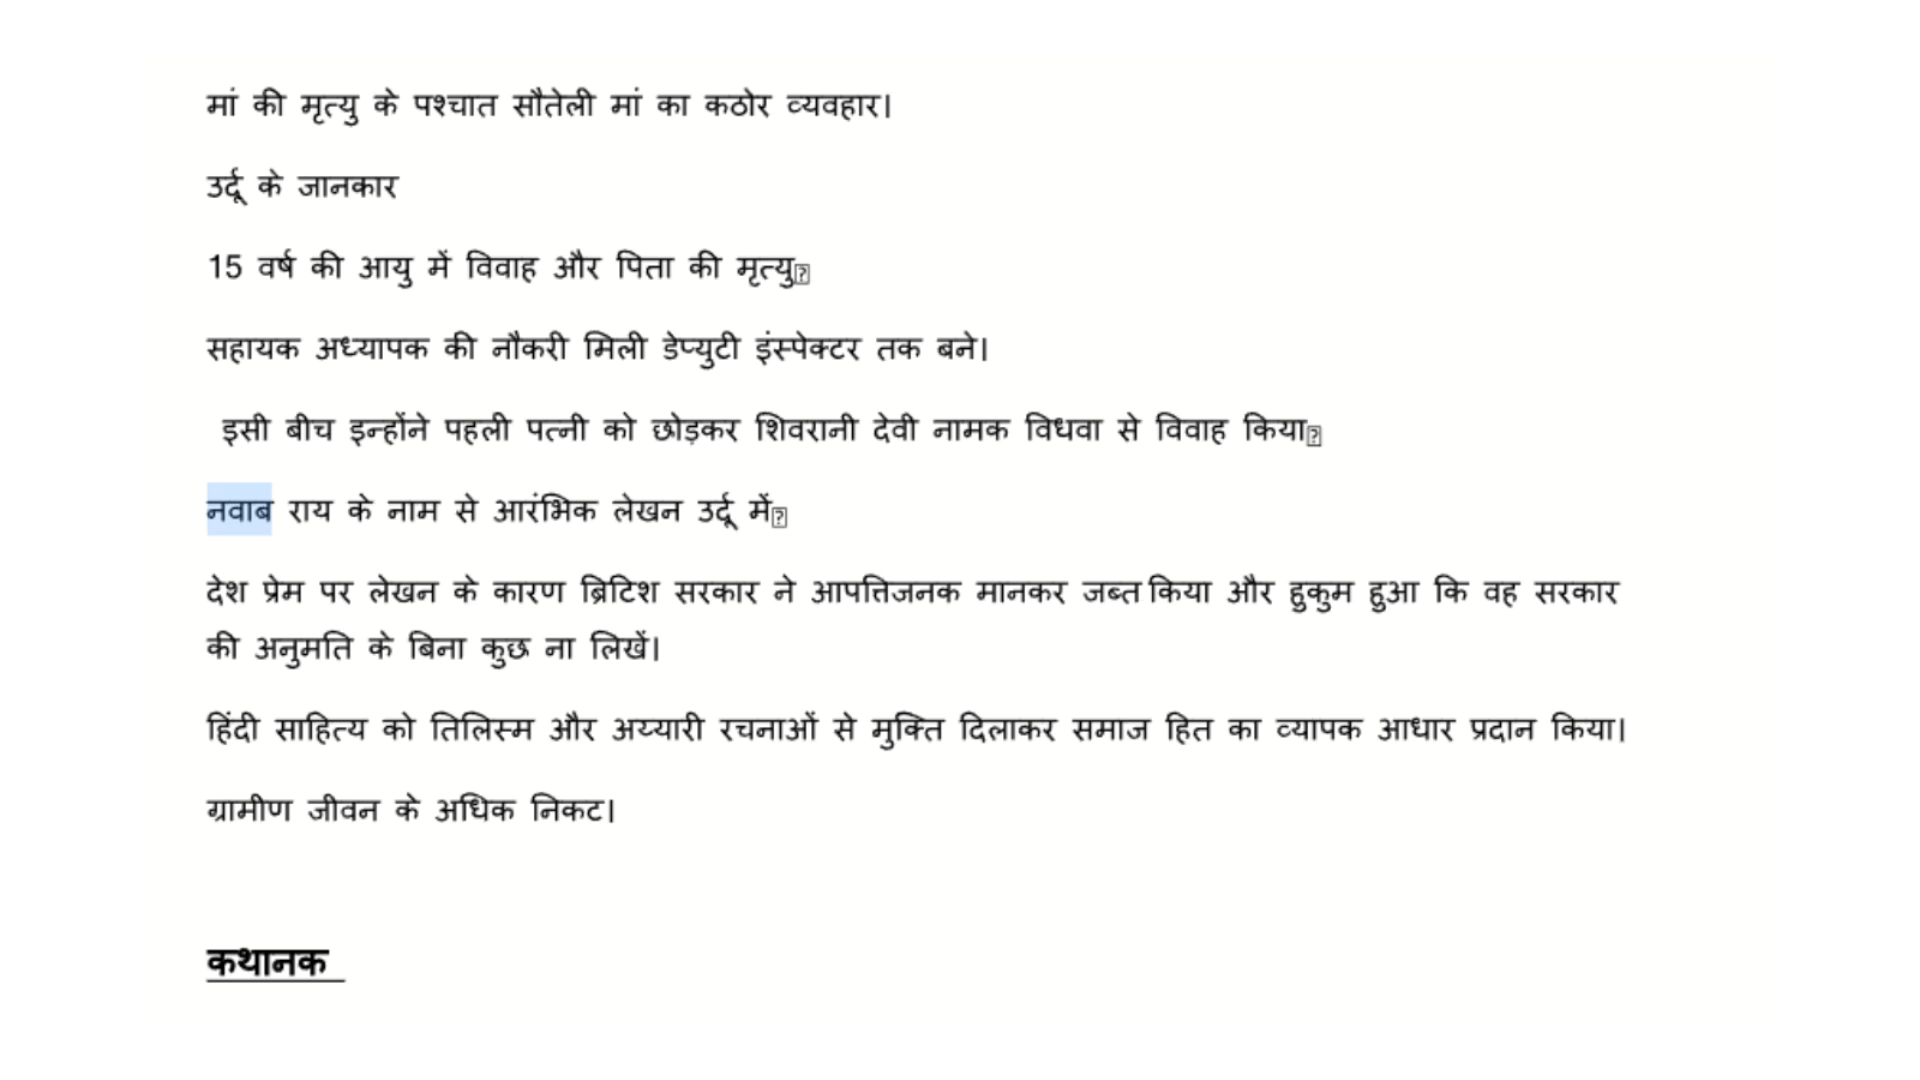 मां की मृत्यु के पश्चात सौतेली मां का कठोर व्यवहार।
उर्दू के जानकार
15 वर्ष की आयु में विवाह और पिता की मृत्यु
सहायक अध्यापक की नौकरी मिली डेप्युटी इंस्पेक्टर तक बने।
इसी बीच इन्होंने पहली पत्नी को छोड़कर शिवरानी देवी नामक विधवा से विवाह किया
नवाब राय के नाम से आरंभिक लेखन उर्दू में
देश प्रेम पर लेखन के कारण ब्रिटिश सरकार ने आपत्तिजनक मानकर जब्त किया और हुकुम हुआ कि वह सरकार
की अनुमति के बिना कुछ ना लिखें।
हिंदी साहित्य को तिलिस्म और अय्यारी रचनाओं से मुक्ति दिलाकर समाज हित का व्यापक आधार प्रदान किया।
ग्रामीण जीवन के अधिक निकट।
कथानक